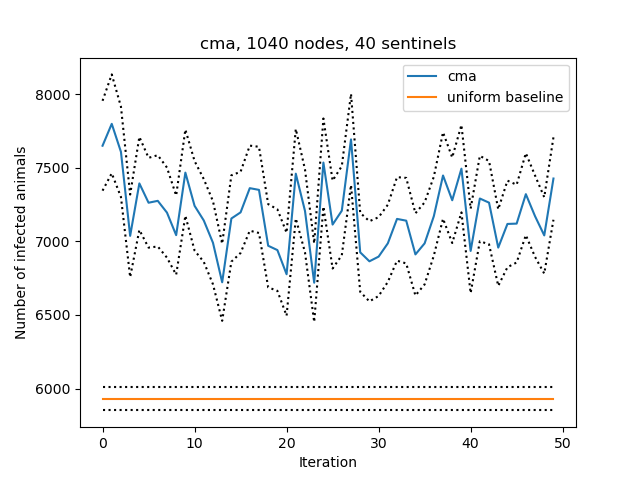 cma, 1040 nodes, 40 sentinels
cma
uniform baseline
8000
7500
7000
6500
6000
Number of infected animals
0 10 20 30 40 50
Iteration